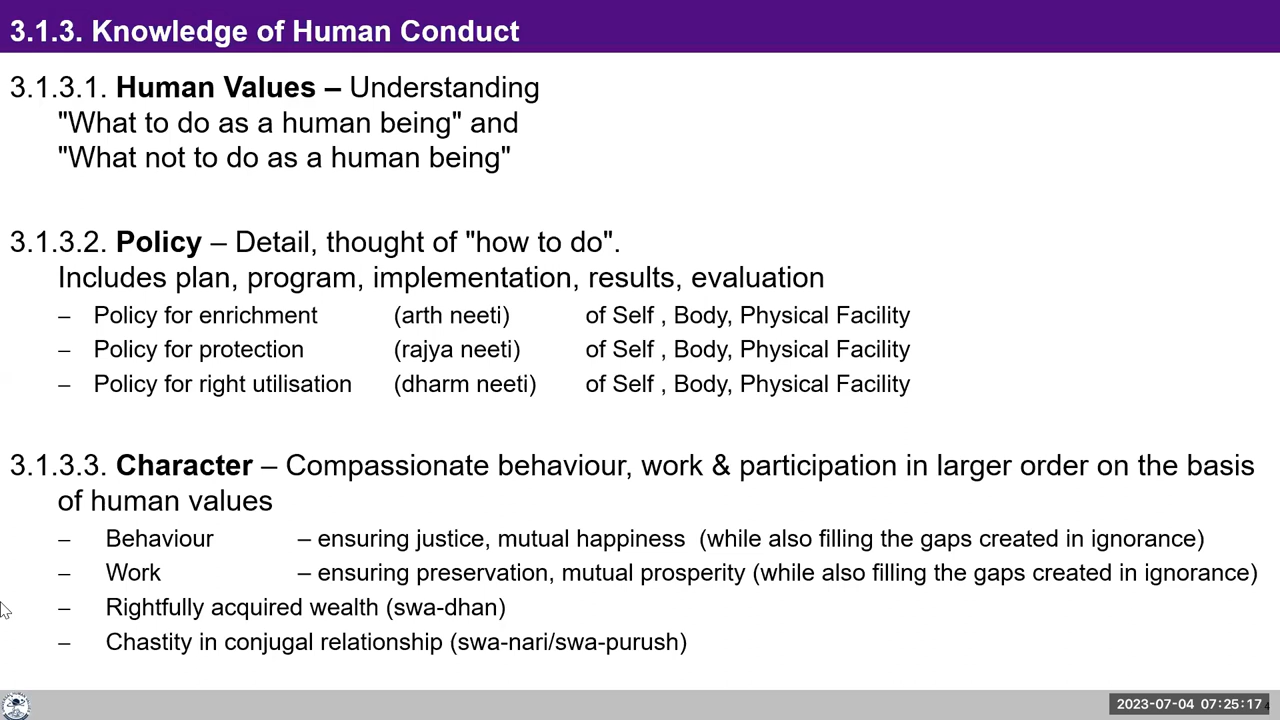 3.1.3. Knowledge of Human Conduct
3.1.3.1. Human Values – Understanding
"What to do as a human being" and
"What not to do as a human being"
3.1.3.2. Policy – Detail, thought of "how to do".
Includes plan, program, implementation, results, evaluation
– Policy for enrichment (arth neeti) of Self , Body, Physical Facility
– Policy for protection (rajya neeti) of Self , Body, Physical Facility
– Policy for right utilisation (dharm neeti) of Self , Body, Physical Facility
3.1.3.3. Character – Compassionate behaviour, work & participation in larger order on the basis
of human values
– Behaviour – ensuring justice, mutual happiness (while also filling the gaps created in ignorance)
– Work – ensuring preservation, mutual prosperity (while also filling the gaps created in ignorance)
– Rightfully acquired wealth (swa-dhan)
– Chastity in conjugal relationship (swa-nari/swa-purush)
2023-07-04 07:25:17